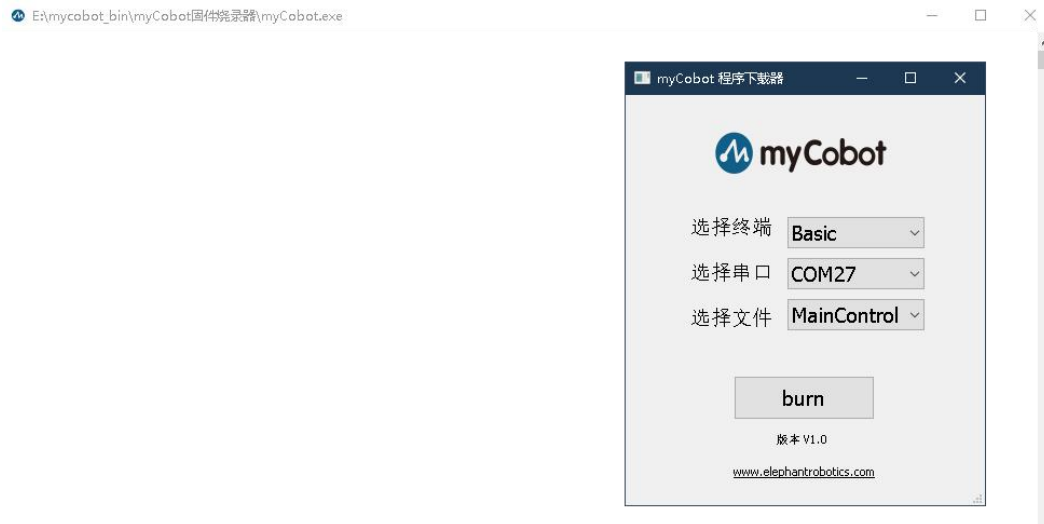 E:\mycobot_bin\myCobot固件烧录器\myCobot.exe
myCobot 程序下载器
myCobot
选择终端 Basic
选择串口 COM27
选择文件 MainControl
burn
版本 V1.0
www.elephantrobotics.com